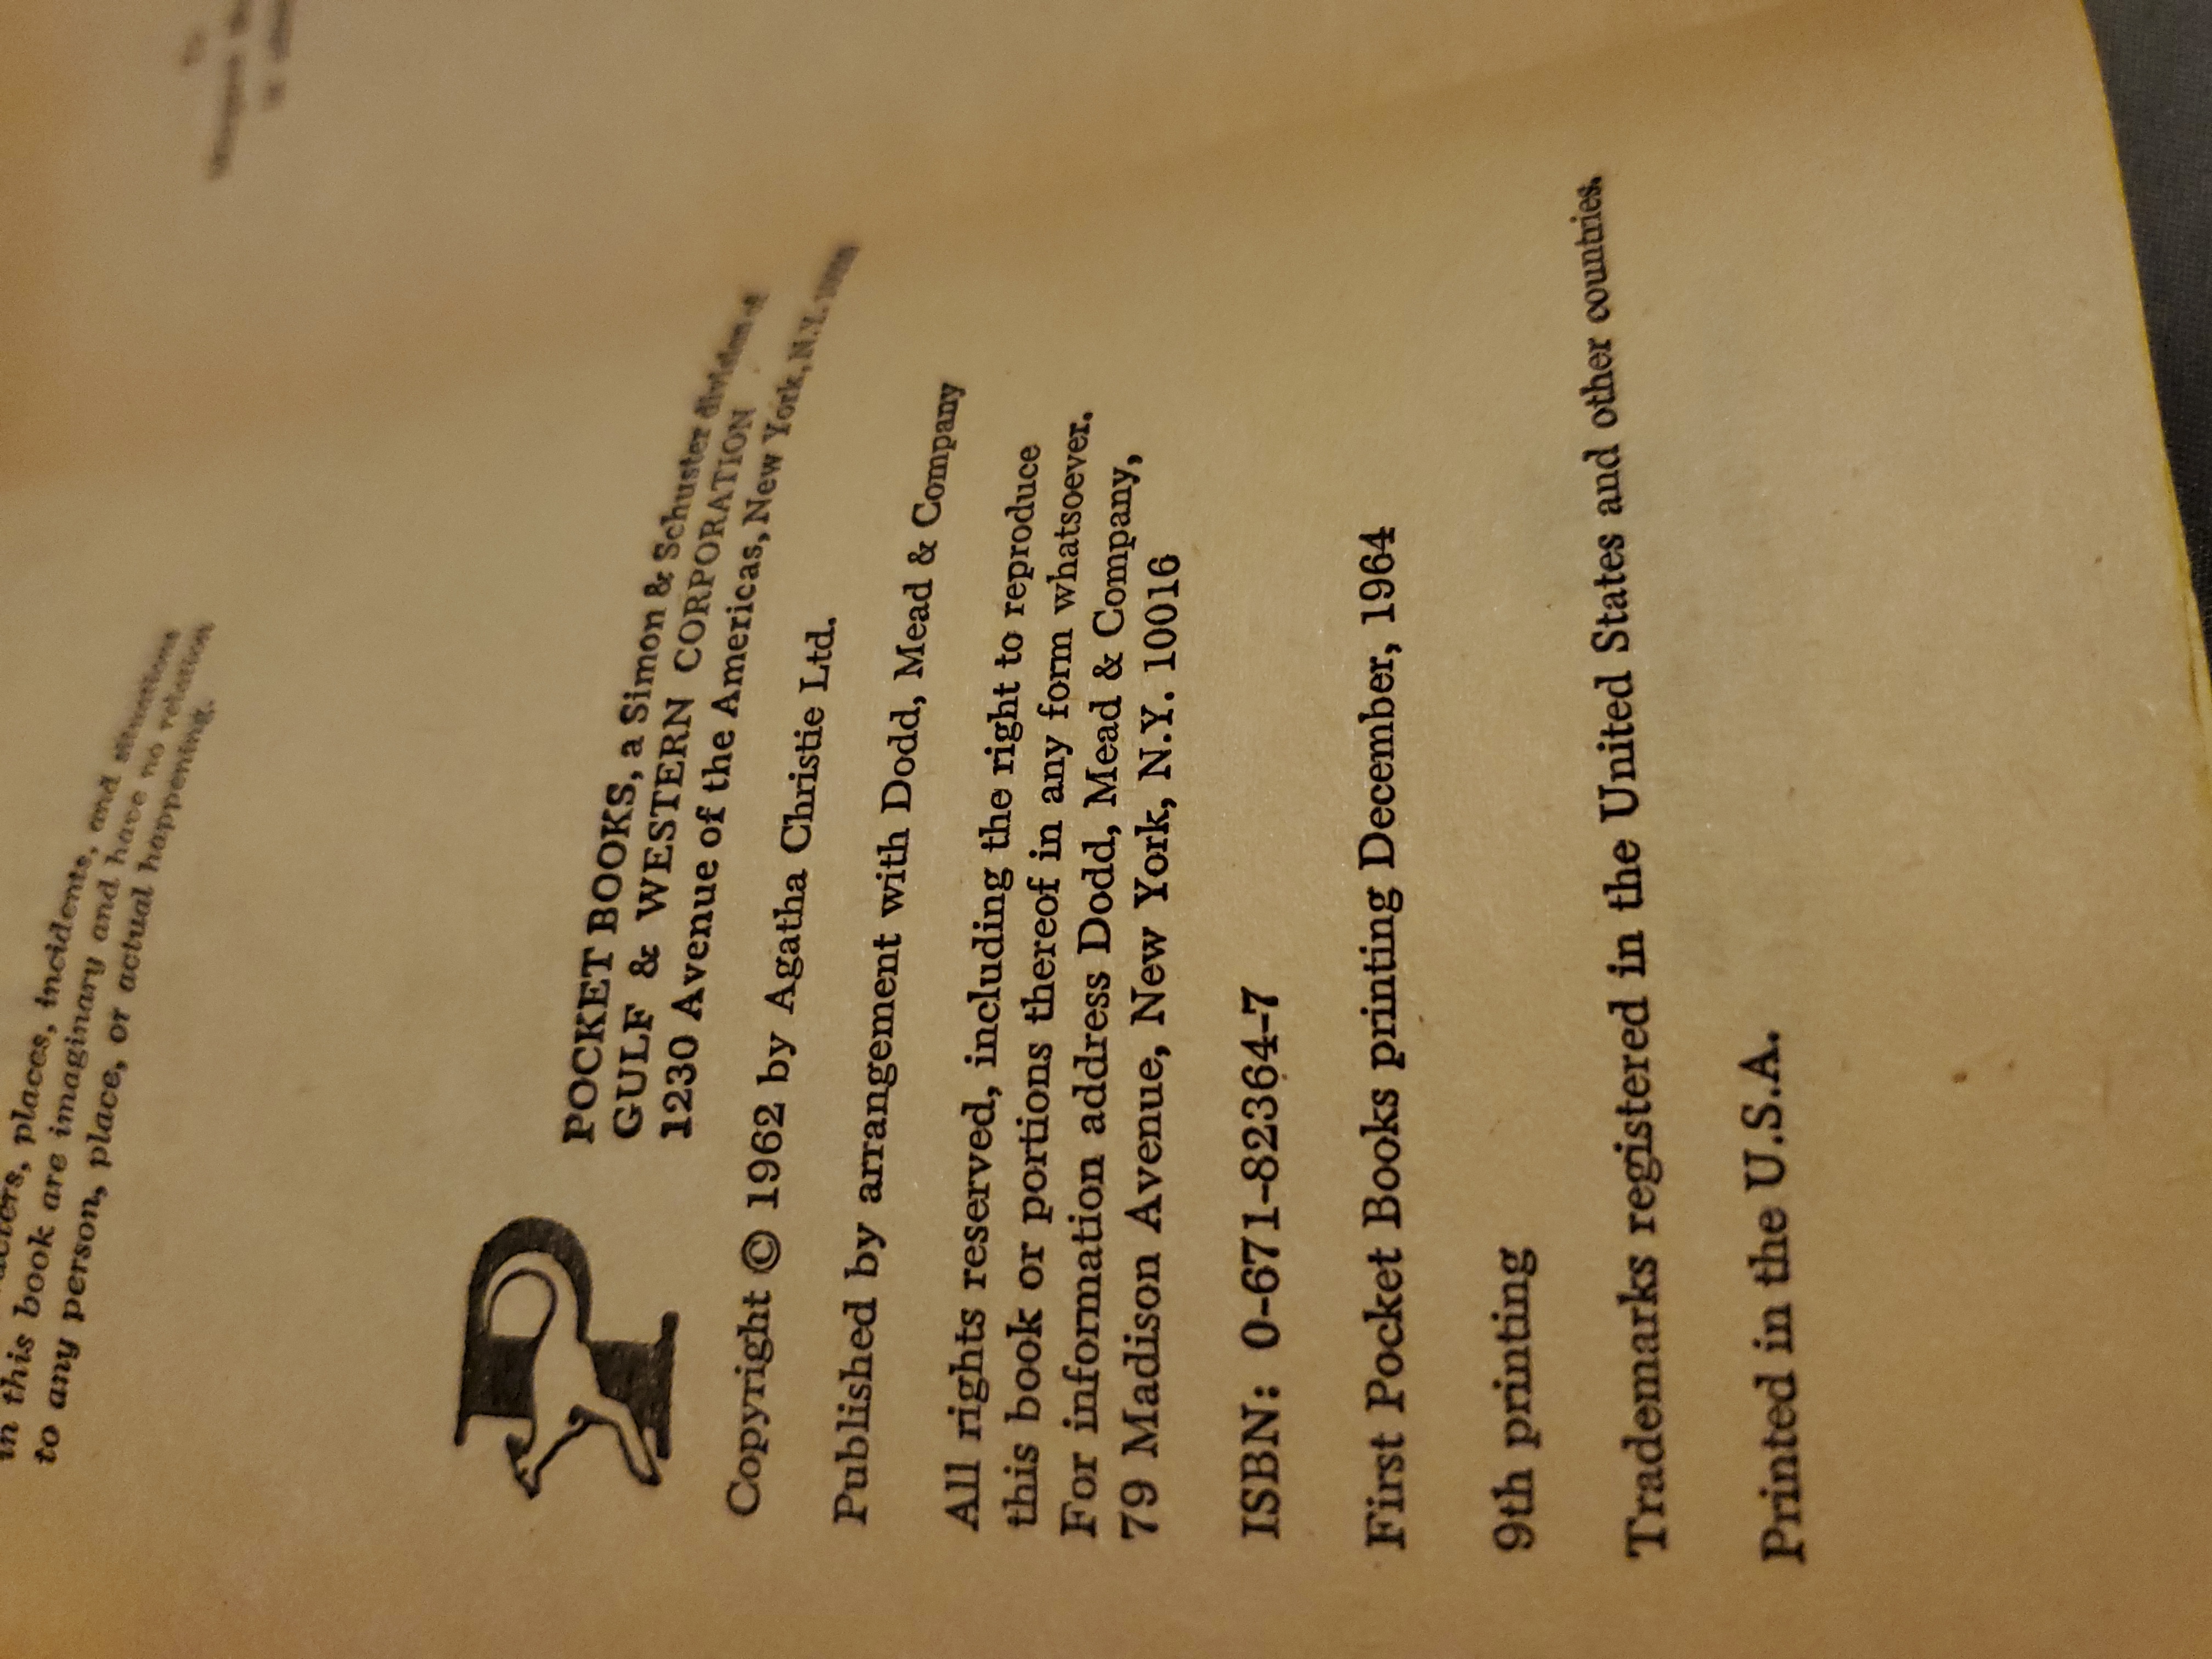 places, incidents, and situations
in this book are imaginary and have no relation
to any person, place, or actual happening.
P
POCKET BOOKS, a Simon & Schuster division of
GULF & WESTERN CORPORATION
1230 Avenue of the Americas, New York, N.Y.
Copyright © 1962 by Agatha Christie Ltd.
Published by arrangement with Dodd, Mead & Company
All rights reserved, including the right to reproduce
this book or portions thereof in any form whatsoever.
For information address Dodd, Mead & Company,
79 Madison Avenue, New York, N.Y. 10016
ISBN: 0-671-82364-7
First Pocket Books printing December, 1964
9th printing
Trademarks registered in the United States and other countries.
Printed in the U.S.A.